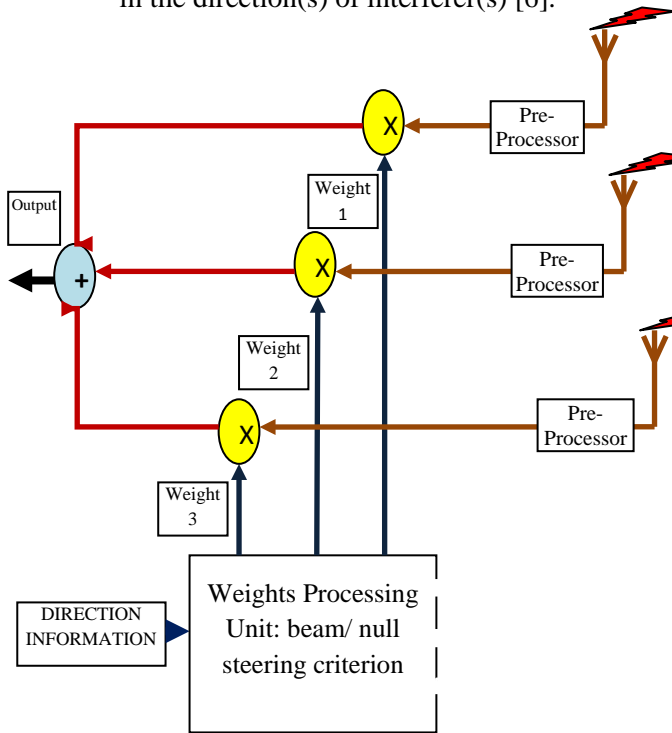 in the direction(s) of interferer(s) [6].
Pre-
Processor
X
Weight
1
Output
Pre-
Processor
X
+
Weight
2
Pre-
Processor
X
Weight
3
Weights Processing
Unit: beam/ null
steering criterion
DIRECTION
INFORMATION